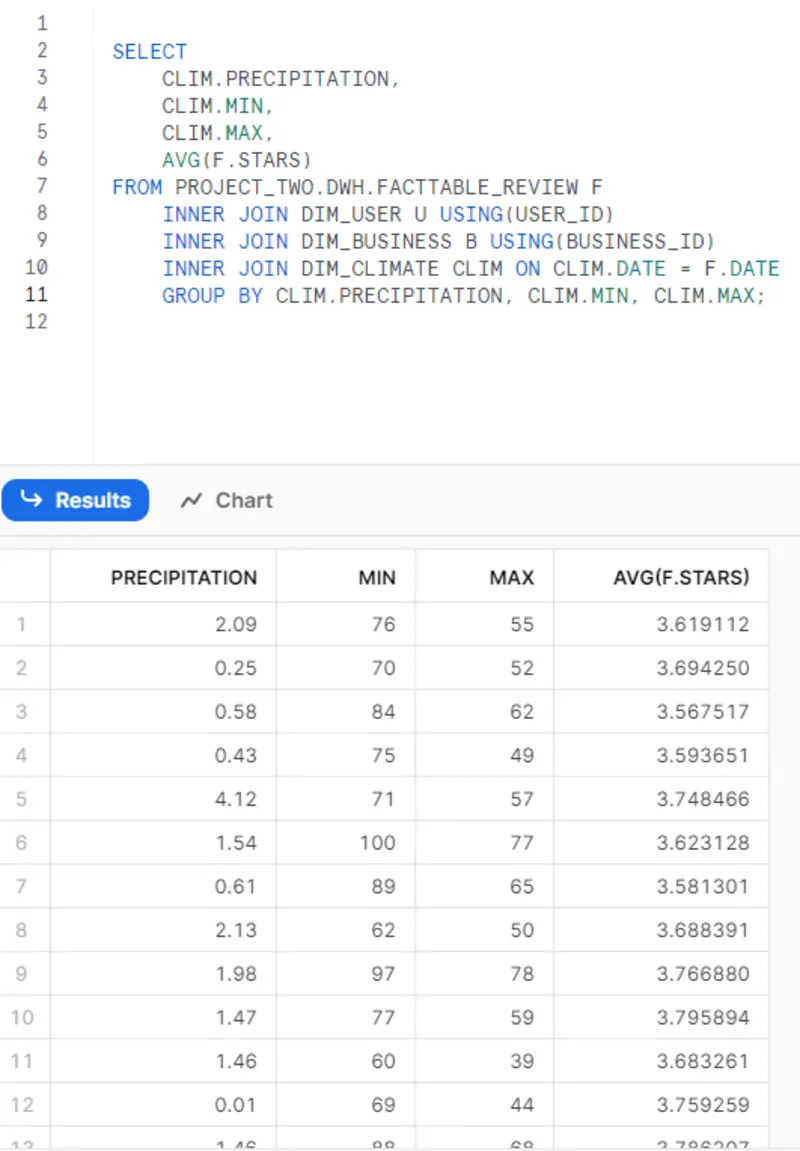 1
2 SELECT
3 CLIM.PRECIPITATION,
4 CLIM.MIN,
5 CLIM.MAX,
6 AVG(F.STARS)
7 FROM PROJECT_TWO.DWH.FACTTABLE_REVIEW F
8 INNER JOIN DIM_USER U USING(USER_ID)
9 INNER JOIN DIM_BUSINESS B USING(BUSINESS_ID)
10 INNER JOIN DIM_CLIMATE CLIM ON CLIM.DATE = F.DATE
11 GROUP BY CLIM.PRECIPITATION, CLIM.MIN, CLIM.MAX;
12
Results Chart
PRECIPITATION MIN MAX AVG(F.STARS)
1 2.09 76 55 3.619112
2 0.25 70 52 3.694250
3 0.58 84 62 3.567517
4 0.43 75 49 3.593651
5 4.12 71 57 3.748466
6 1.54 100 77 3.623128
7 0.61 89 65 3.581301
8 2.13 62 50 3.688391
9 1.98 97 78 3.766880
10 1.47 77 59 3.795894
11 1.46 60 39 3.683261
12 0.01 69 44 3.759259
13 1.46